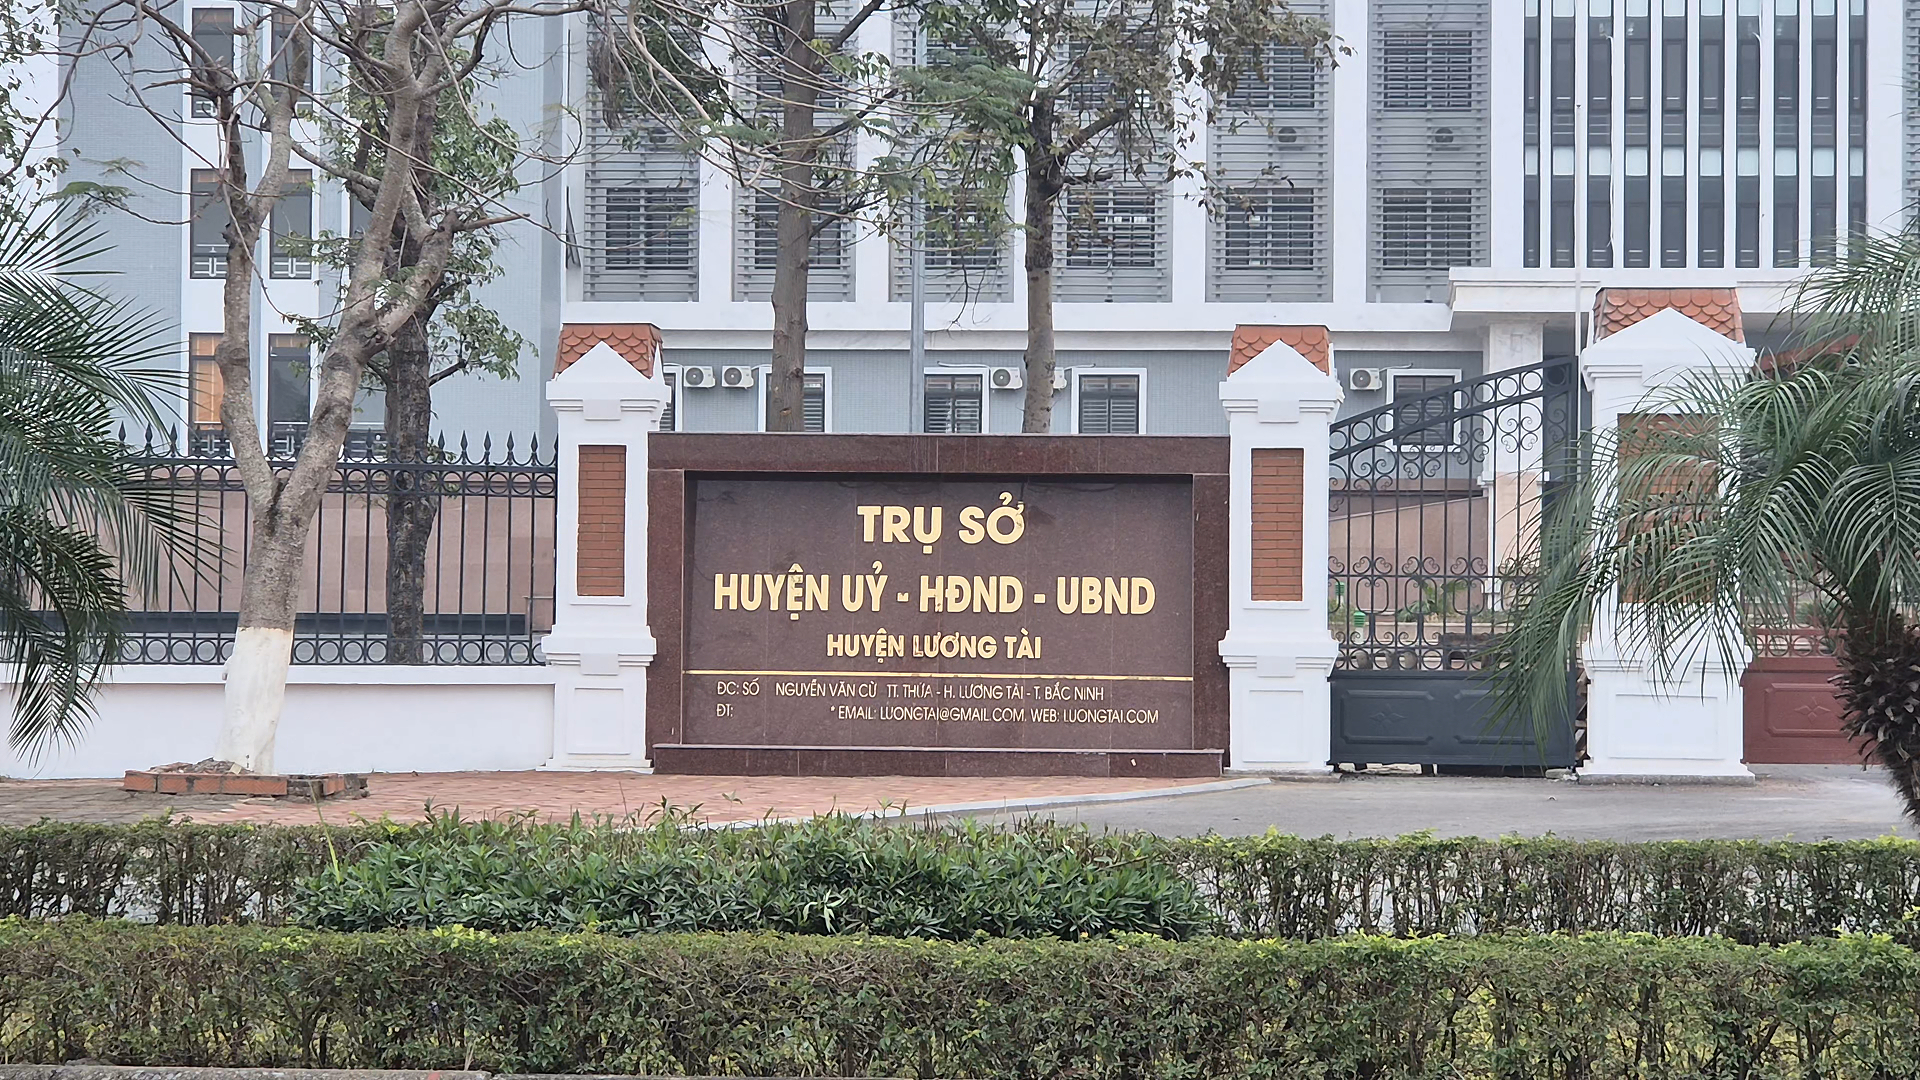 TRỤ SỞ
HUYỆN UỶ - HĐND - UBND
HUYỆN LƯƠNG TÀI
ĐC: SỐ NGUYỄN VĂN CỪ TT. THỨA - H. LƯƠNG TÀI - T. BẮC NINH
ĐT: * EMAIL: LUONGTAI@GMAIL.COM, WEB: LUONGTAI.COM